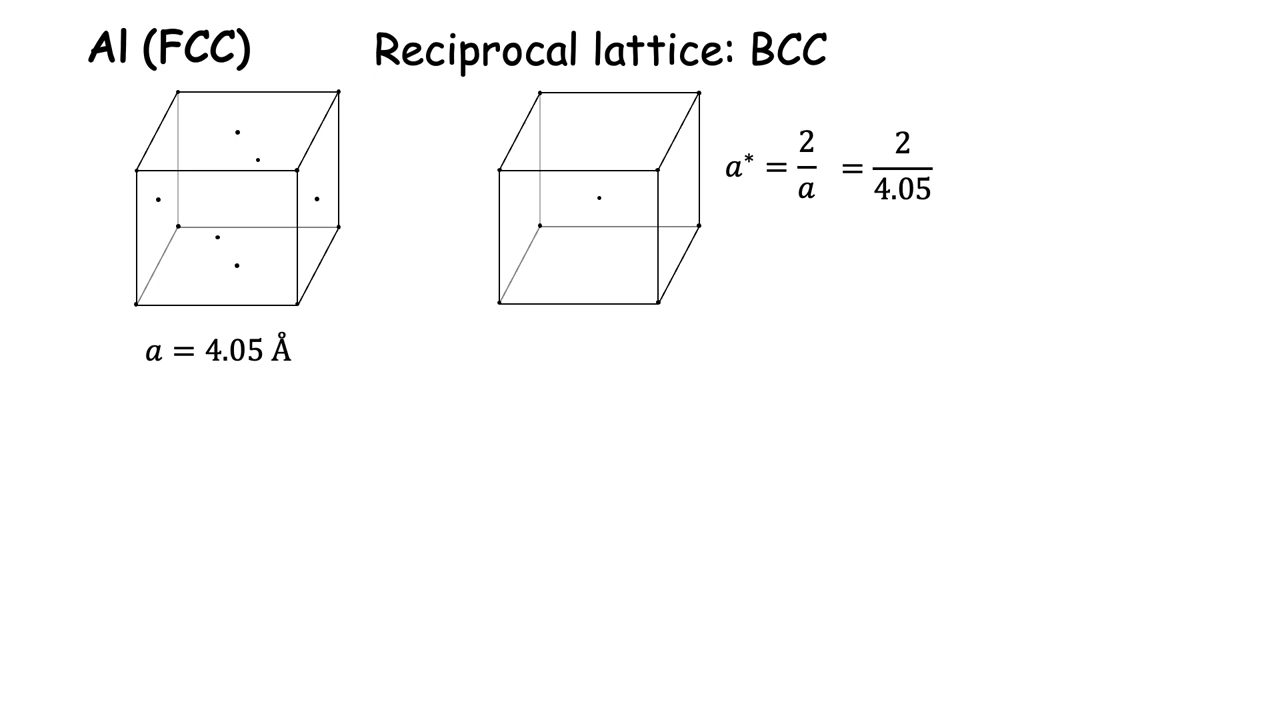 Al (FCC)
Reciprocal lattice: BCC
a* = 2/a = 2/4.05
a = 4.05 Å